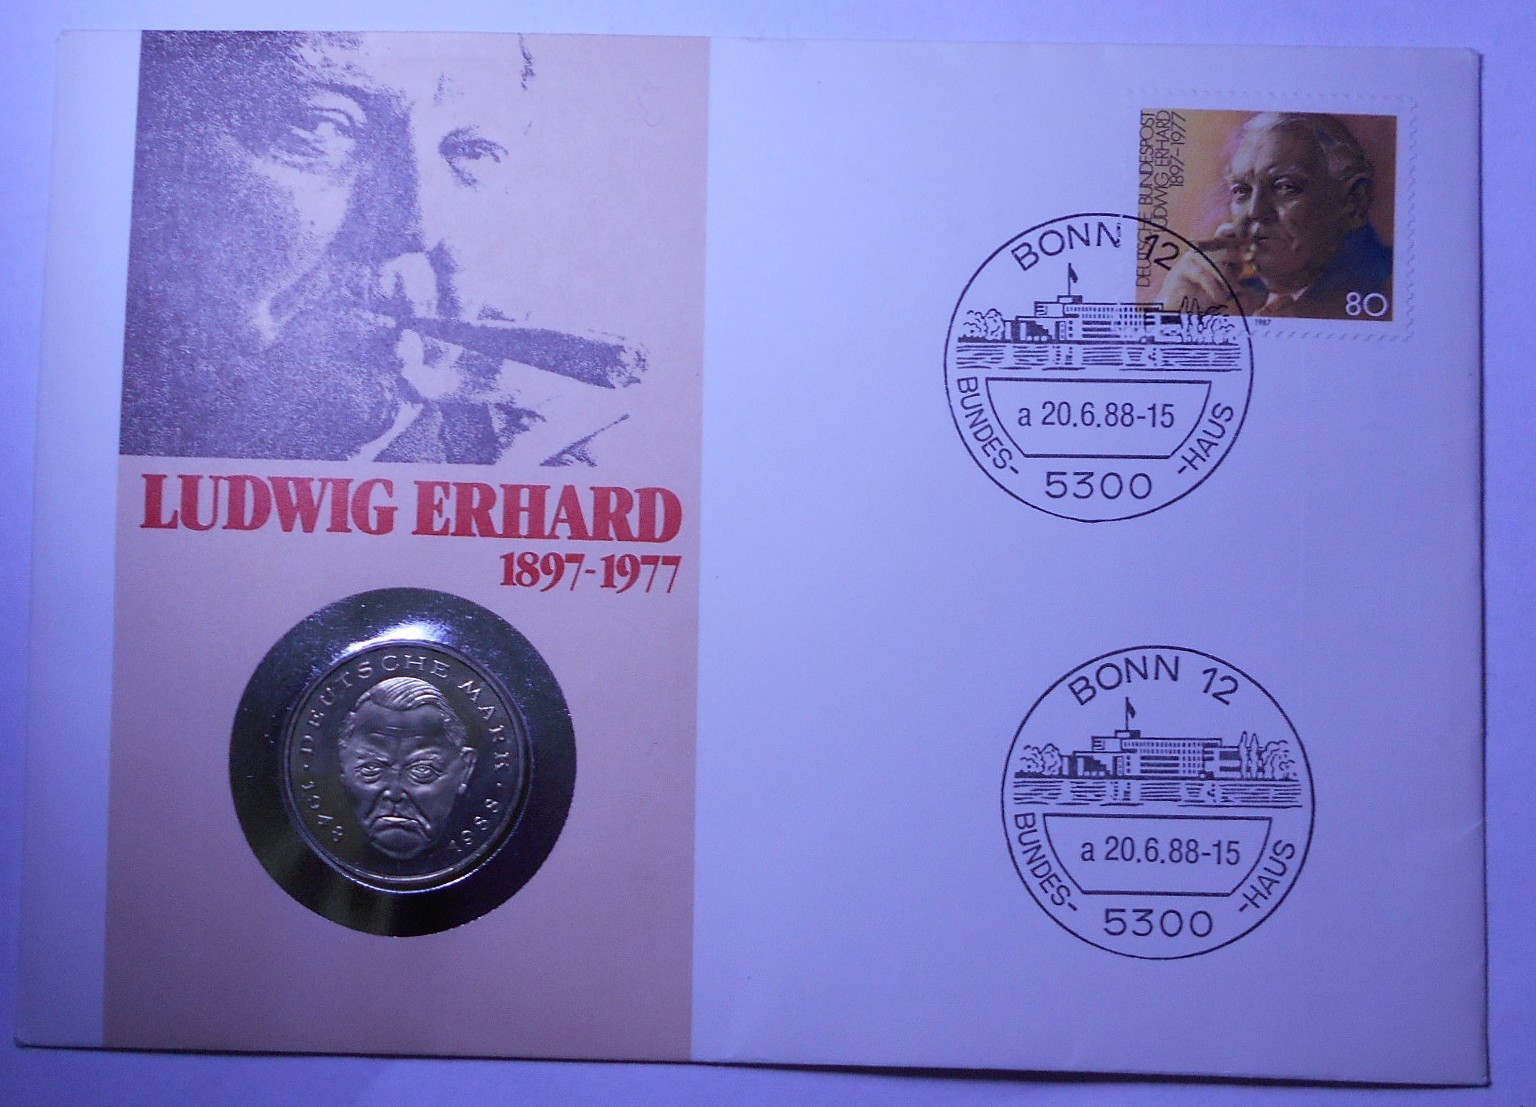 LUDWIG ERHARD
1897-1977
· DEUTSCHE MARK ·
1948
1988
DEUTSCHE BUNDESPOST
LUDWIG ERHARD
1897-1977
80
1987
BONN 12
a 20.6.88-15
BUNDES-
-HAUS
5300
BONN 12
a 20.6.88-15
BUNDES-
-HAUS
5300